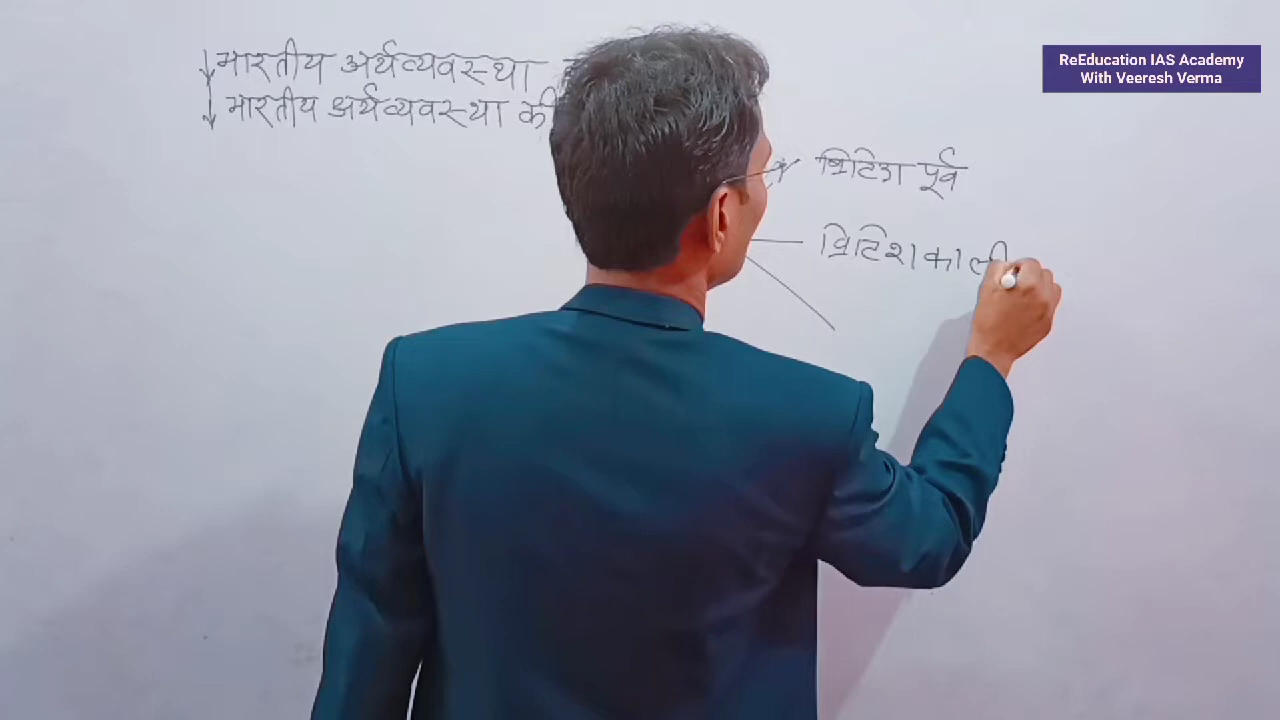 भारतीय अर्थव्यवस्था
भारतीय अर्थव्यवस्था की
ब्रिटिश पूर्व
ब्रिटिशकाली
ReEducation IAS Academy
With Veeresh Verma